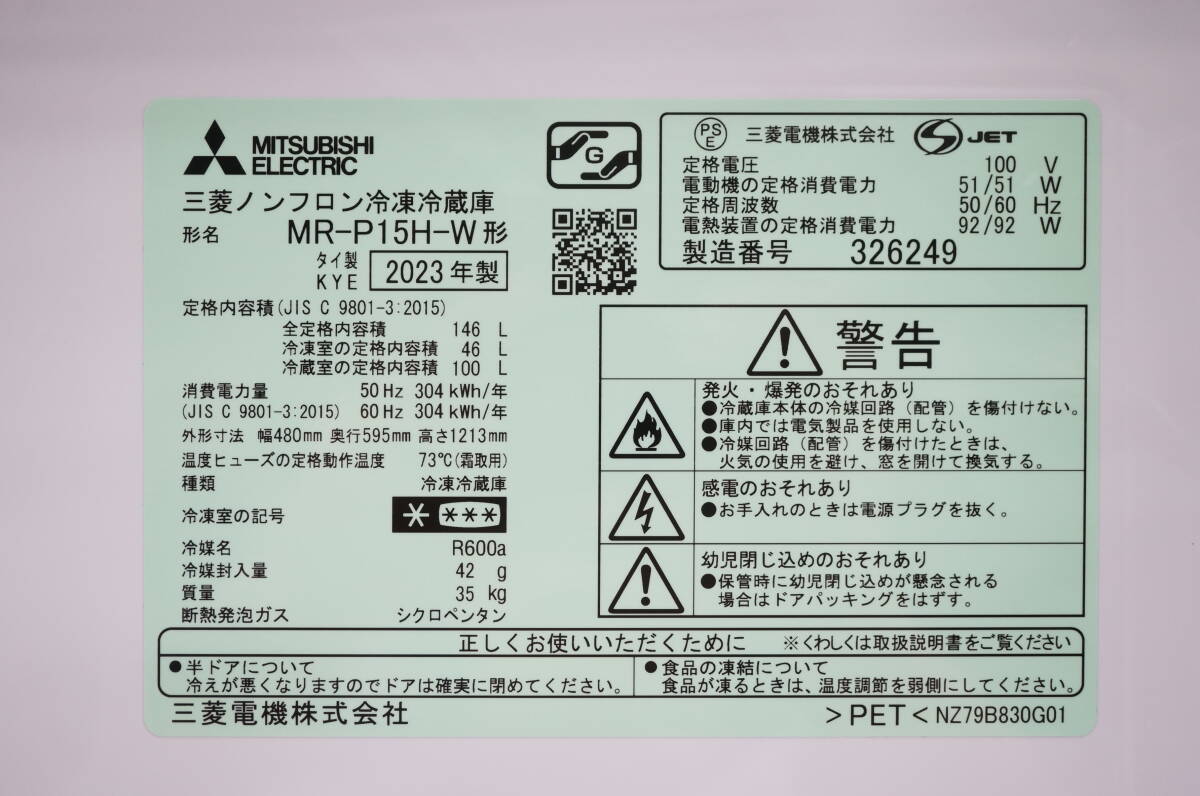 MITSUBISHI
ELECTRIC
三菱ノンフロン冷凍冷蔵庫
形名 MR-P15H-W形
タイ製
KYE 2023年製
定格内容積(JIS C 9801-3:2015)
全定格内容積 146 L
冷凍室の定格内容積 46 L
冷蔵室の定格内容積 100 L
消費電力量 50Hz 304kWh/年
(JIS C 9801-3:2015) 60Hz 304kWh/年
外形寸法 幅480mm 奥行595mm 高さ1213mm
温度ヒューズの定格動作温度 73℃(霜取用)
種類 冷凍冷蔵庫
冷凍室の記号
冷媒名 R600a
冷媒封入量 42 g
質量 35 kg
断熱発泡ガス シクロペンタン
G
PS
E 三菱電機株式会社 JET
定格電圧 100 V
電動機の定格消費電力 51/51 W
定格周波数 50/60 Hz
電熱装置の定格消費電力 92/92 W
製造番号 326249
警告
発火・爆発のおそれあり
●冷蔵庫本体の冷媒回路(配管)を傷付けない。
●庫内では電気製品を使用しない。
●冷媒回路(配管)を傷付けたときは、
火気の使用を避け、窓を開けて換気する。
感電のおそれあり
●お手入れのときは電源プラグを抜く。
幼児閉じ込めのおそれあり
●保管時に幼児閉じ込めが懸念される
場合はドアパッキングをはずす。
正しくお使いいただくために ※くわしくは取扱説明書をご覧ください
●半ドアについて
冷えが悪くなりますのでドアは確実に閉めてください。
●食品の凍結について
食品が凍るときは、温度調節を弱側にしてください。
三菱電機株式会社
>PET< NZ79B830G01